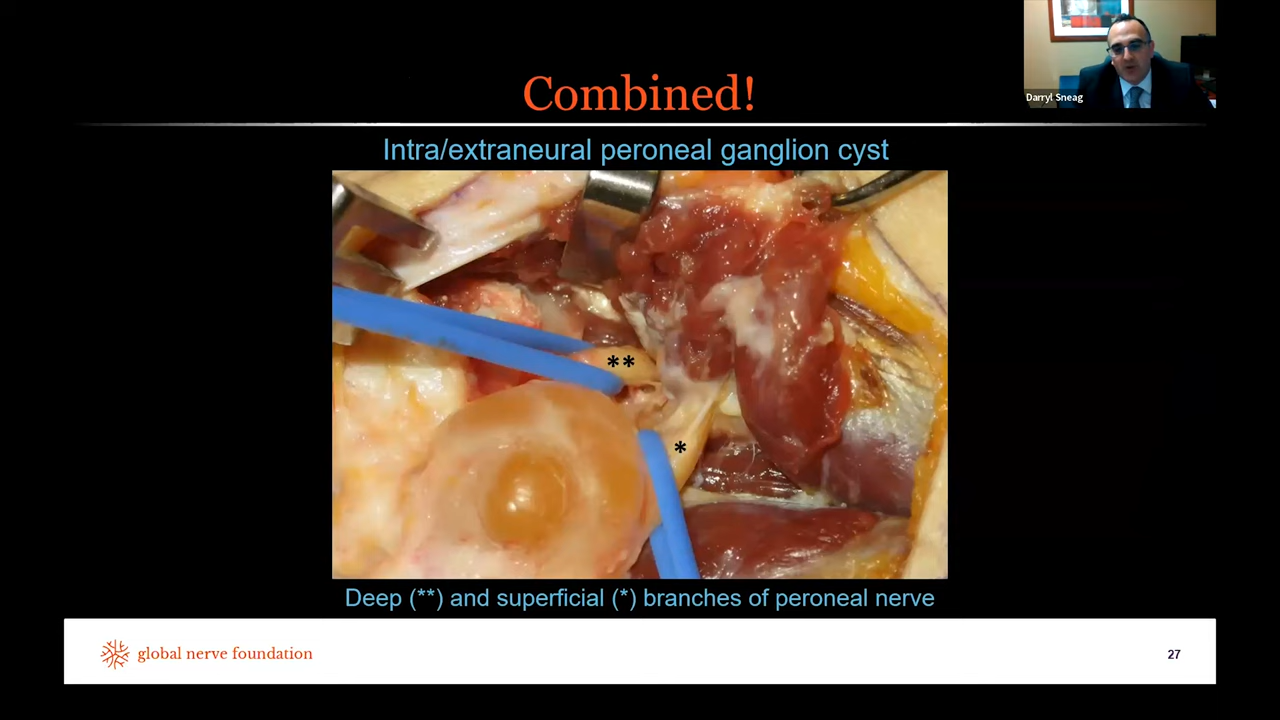 Combined!
Darryl Sneag
Intra/extraneural peroneal ganglion cyst
**
*
Deep (**) and superficial (*) branches of peroneal nerve
global nerve foundation
27